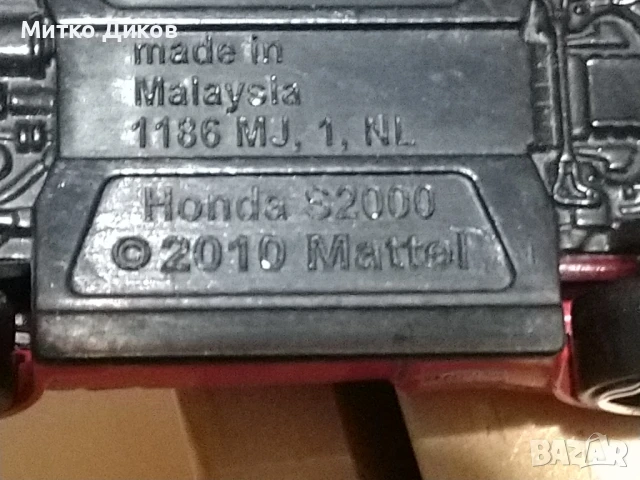 Митко Диков
made in
Malaysia
1186 MJ, 1, NL
Honda S2000
©2010 Mattel
BAZAR